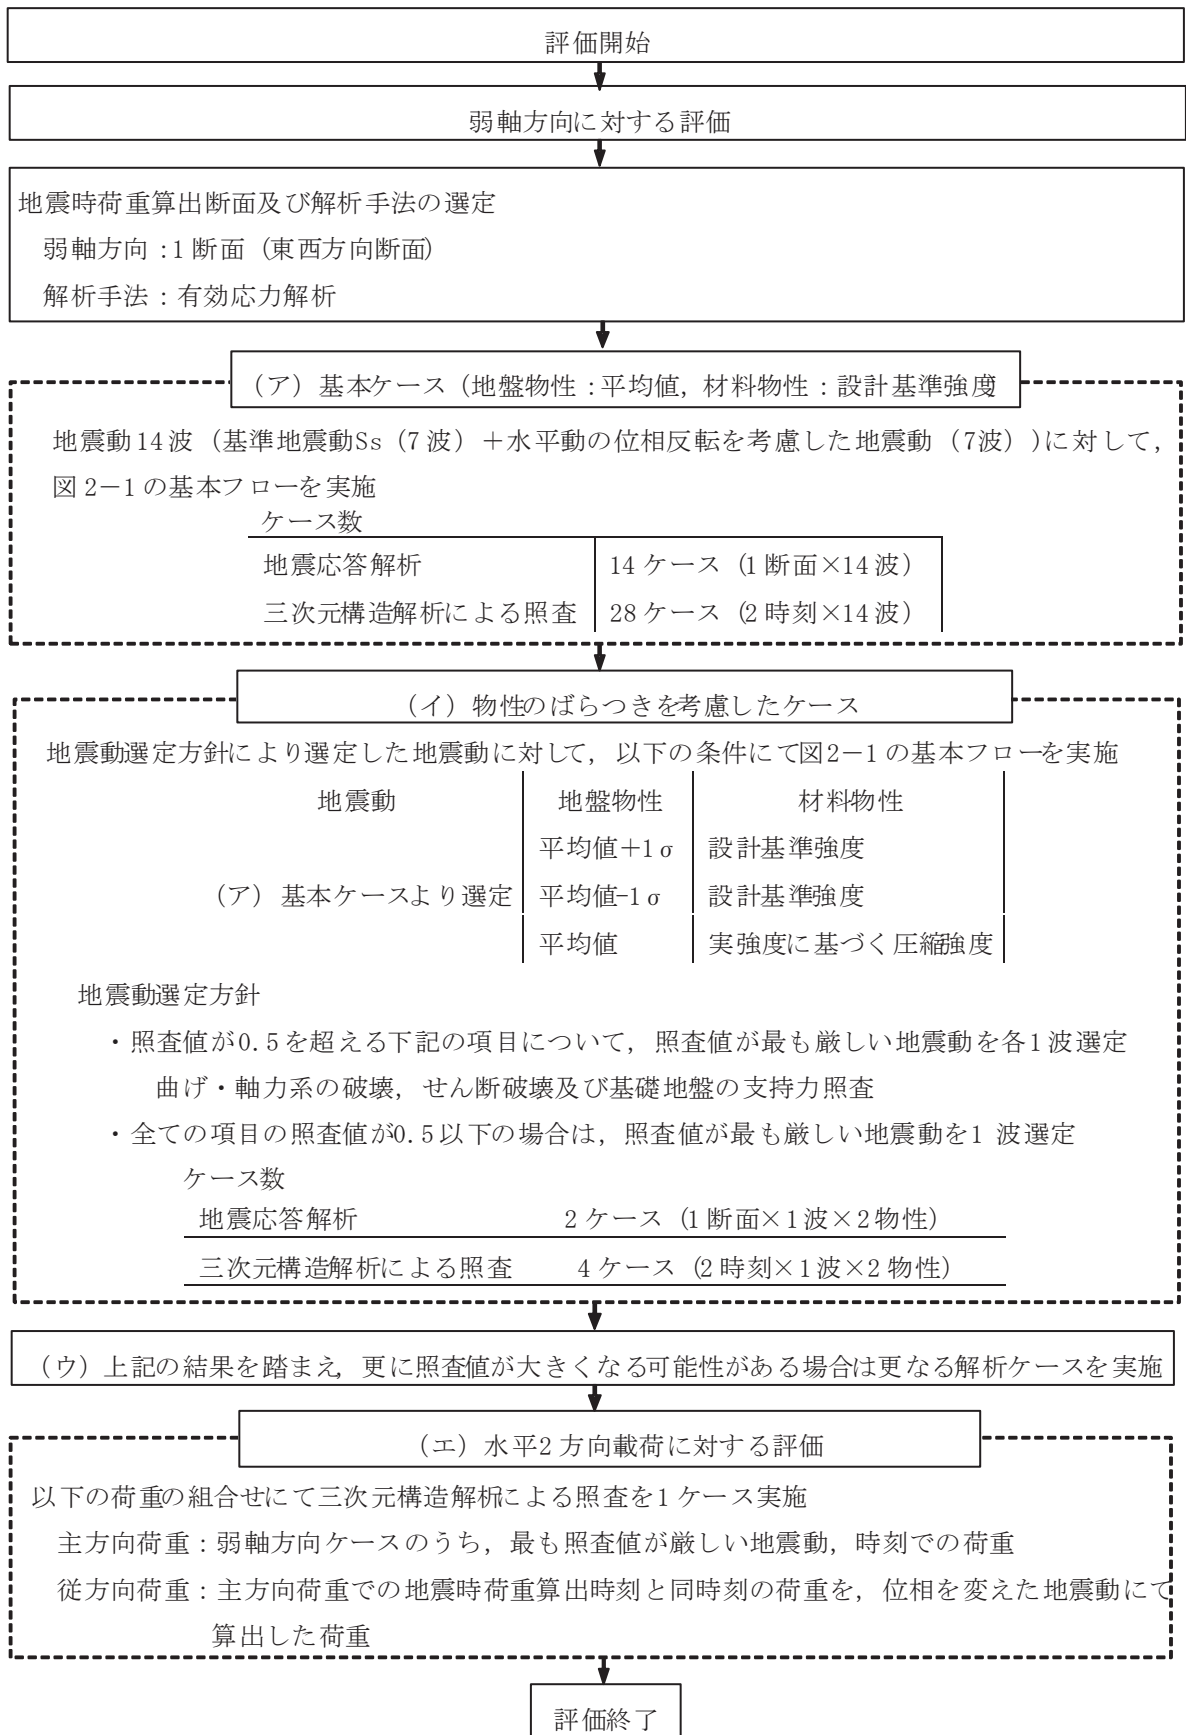 評価開始
弱軸方向に対する評価
地震時荷重算出断面及び解析手法の選定
弱軸方向：1断面（東西方向断面）
解析手法：有効応力解析
（ア）基本ケース（地盤物性：平均値，材料物性：設計基準強度）
地震動14波（基準地震動Ss（7波）＋水平動の位相反転を考慮した地震動（7波））に対して，
図2－1の基本フローを実施
ケース数
地震応答解析 14ケース（1断面×14波）
三次元構造解析による照査 28ケース（2時刻×14波）
（イ）物性のばらつきを考慮したケース
地震動選定方針により選定した地震動に対して，以下の条件にて図2－1の基本フローを実施
地震動 地盤物性 材料物性
平均値＋1σ 設計基準強度
（ア）基本ケースより選定 平均値-1σ 設計基準強度
平均値 実強度に基づく圧縮強度
地震動選定方針
・照査値が0.5を超える下記の項目について，照査値が最も厳しい地震動を各1波選定
曲げ・軸力系の破壊，せん断破壊及び基礎地盤の支持力照査
・全ての項目の照査値が0.5以下の場合は，照査値が最も厳しい地震動を1波選定
ケース数
地震応答解析 2ケース（1断面×1波×2物性）
三次元構造解析による照査 4ケース（2時刻×1波×2物性）
（ウ）上記の結果を踏まえ，更に照査値が大きくなる可能性がある場合は更なる解析ケースを実施
（エ）水平2方向載荷に対する評価
以下の荷重の組合せにて三次元構造解析による照査を1ケース実施
主方向荷重：弱軸方向ケースのうち，最も照査値が厳しい地震動，時刻での荷重
従方向荷重：主方向荷重での地震時荷重算出時刻と同時刻の荷重を，位相を変えた地震動にて
算出した荷重
評価終了